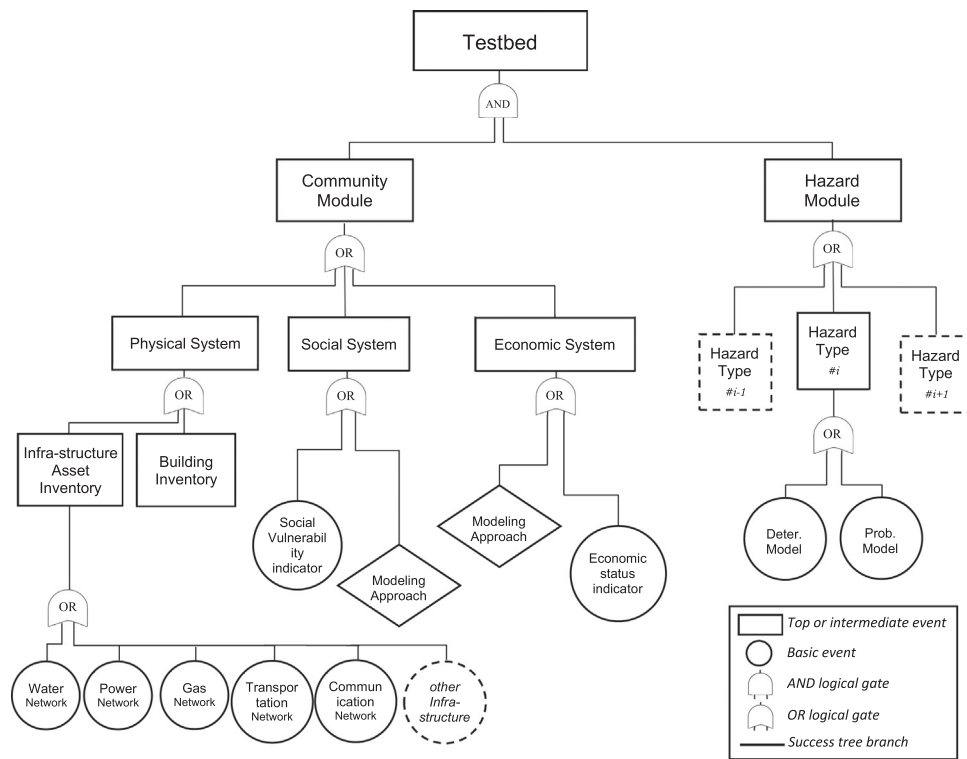 Testbed
AND
Community
Module
Hazard
Module
OR
OR
Physical System
Social System
Economic System
Hazard
Type
#i-1
Hazard
Type
#i
Hazard
Type
#i+1
OR
OR
OR
OR
Infra-structure
Asset
Inventory
Building
Inventory
Social
Vulnerabil
ity
indicator
Modeling
Approach
Modeling
Approach
Economic
status
indicator
Deter.
Model
Prob.
Model
OR
Water
Network
Power
Network
Gas
Network
Transpor
tation
Network
Commun
ication
Network
other
Infra-
structure
Top or intermediate event
Basic event
AND logical gate
OR logical gate
Success tree branch